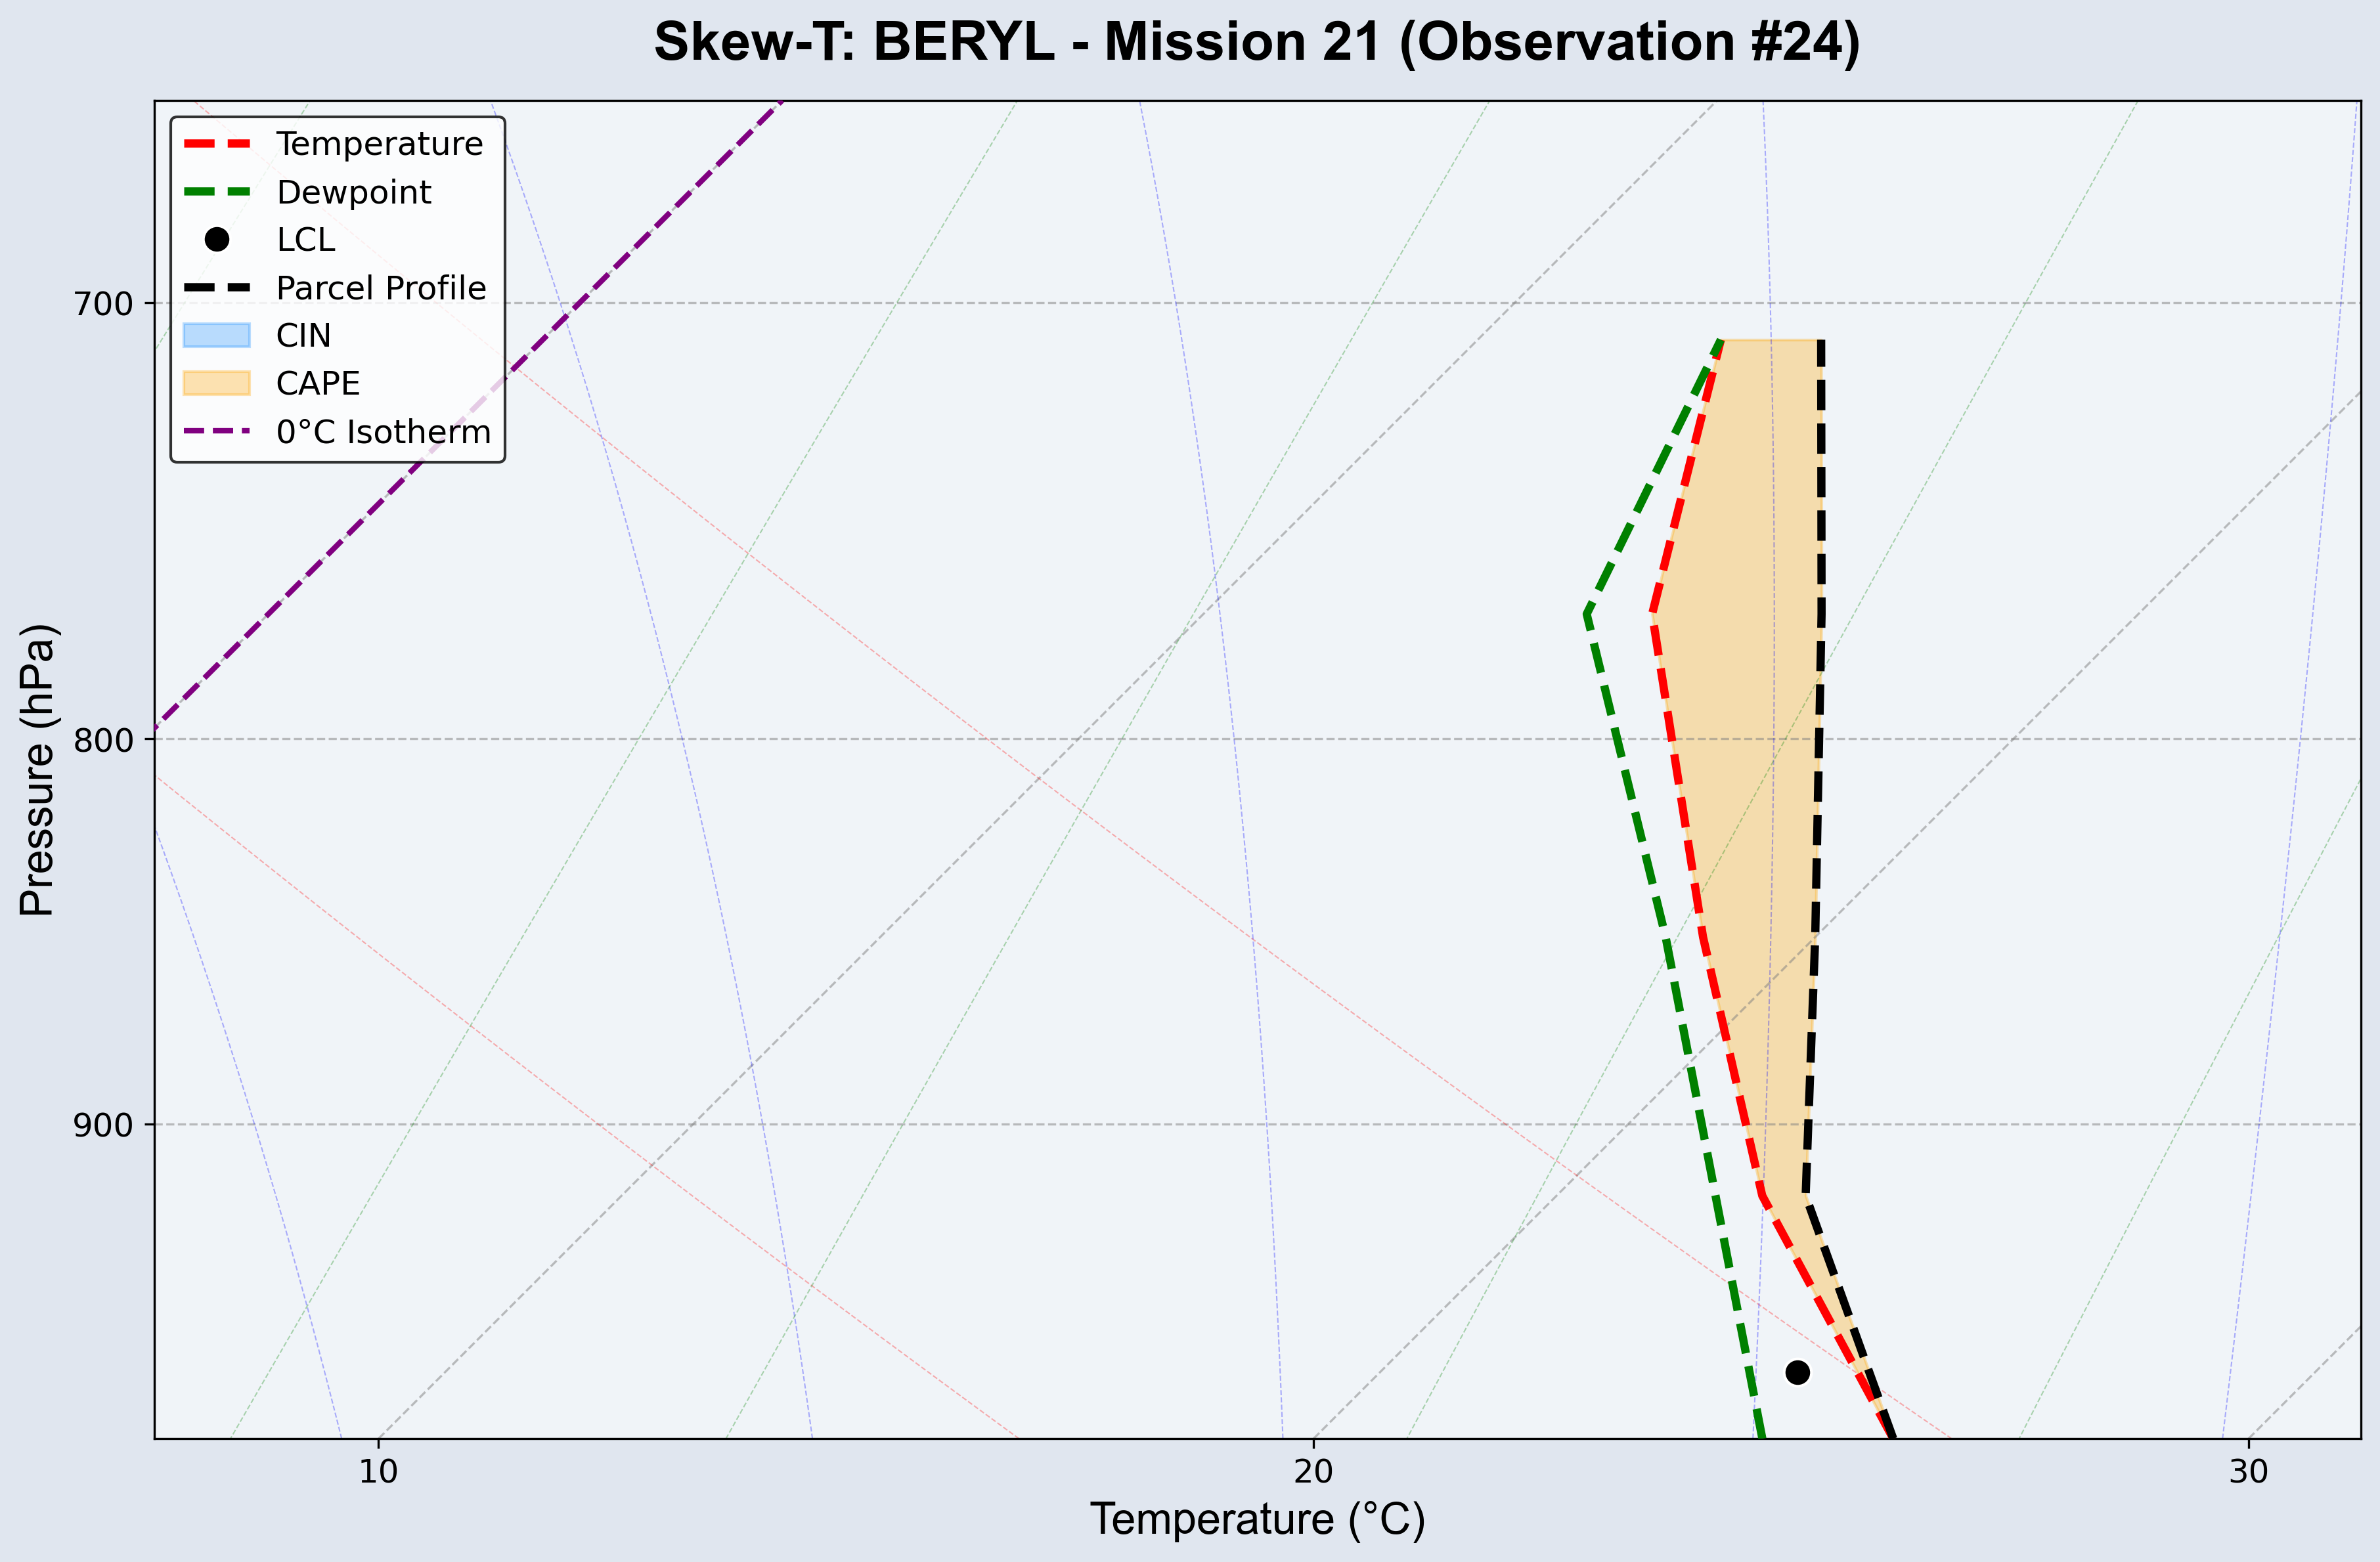 Skew-T: BERYL - Mission 21 (Observation #24)
Temperature
Dewpoint
LCL
Parcel Profile
CIN
CAPE
0°C Isotherm
700
800
900
Pressure (hPa)
10
20
30
Temperature (°C)